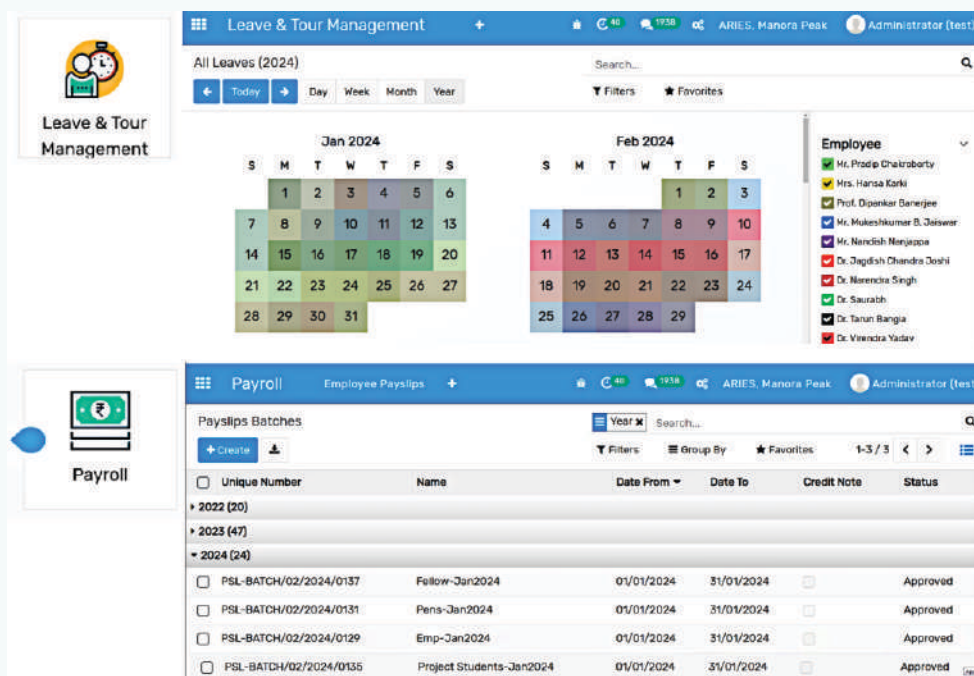 Leave & Tour Management
40 1938 ARIES, Manora Peak Administrator (test)
Leave & Tour
Management
All Leaves (2024)
Search...
Today Day Week Month Year
Filters Favorites
Jan 2024
S M T W T F S
1 2 3 4 5 6
7 8 9 10 11 12 13
14 15 16 17 18 19 20
21 22 23 24 25 26 27
28 29 30 31
Feb 2024
S M T W T F S
1 2 3
4 5 6 7 8 9 10
11 12 13 14 15 16 17
18 19 20 21 22 23 24
25 26 27 28 29
Employee
Mr. Pradip Chakroborty
Mrs. Hansa Karki
Prof. Dipankar Banerjee
Mr. Mukeshkumar B. Jaiswar
Mr. Nandish Nanjappa
Dr. Jagdish Chandra Joshi
Dr. Narendra Singh
Dr. Saurabh
Dr. Tarun Bangia
Dr. Virendra Yadav
₹
Payroll
Payroll Employee Payslips + 40 1938 ARIES, Manora Peak Administrator (test
Payslips Batches
Year Search...
+ Create
Filters Group By Favorites 1-3 / 3
Unique Number Name Date From Date To Credit Note Status
2022 (20)
2023 (47)
2024 (24)
PSL-BATCH/02/2024/0137 Fellow-Jan2024 01/01/2024 31/01/2024 Approved
PSL-BATCH/02/2024/0131 Pens-Jan2024 01/01/2024 31/01/2024 Approved
PSL-BATCH/02/2024/0129 Emp-Jan2024 01/01/2024 31/01/2024 Approved
PSL-BATCH/02/2024/0135 Project Students-Jan2024 01/01/2024 31/01/2024 Approved